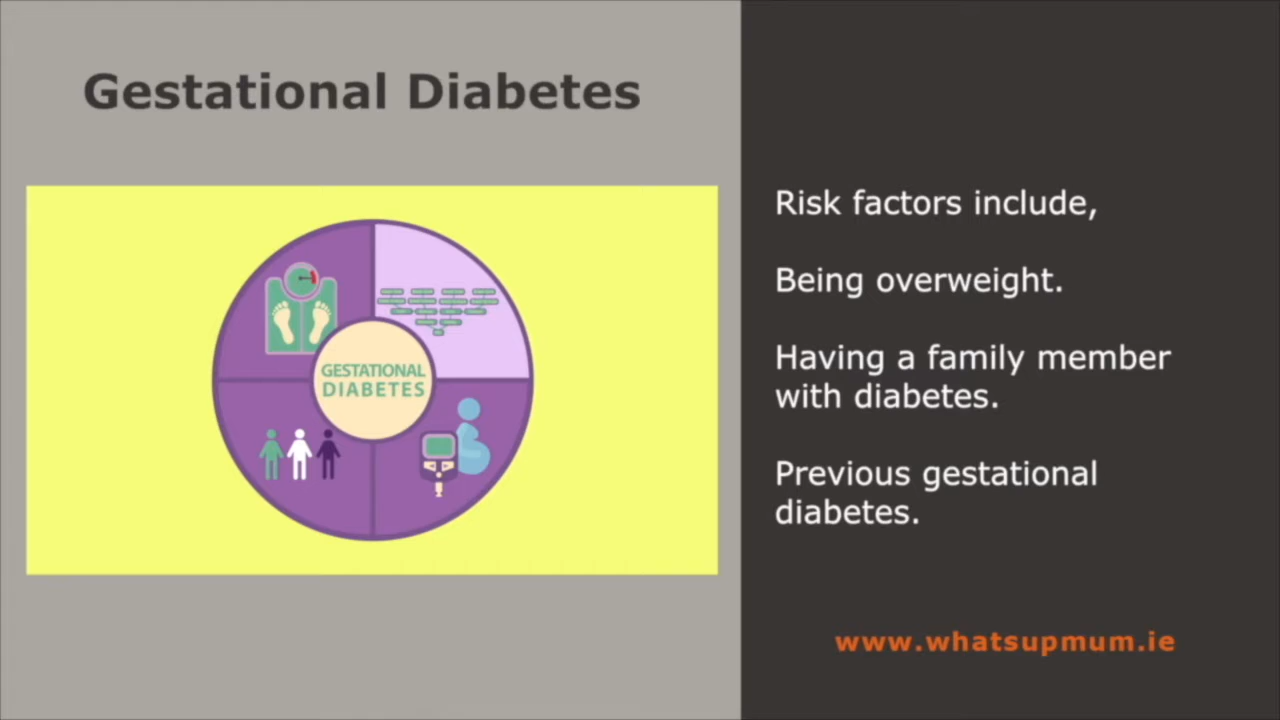 Gestational Diabetes
GESTATIONAL
DIABETES
Risk factors include,
Being overweight.
Having a family member
with diabetes.
Previous gestational
diabetes.
www.whatsupmum.ie